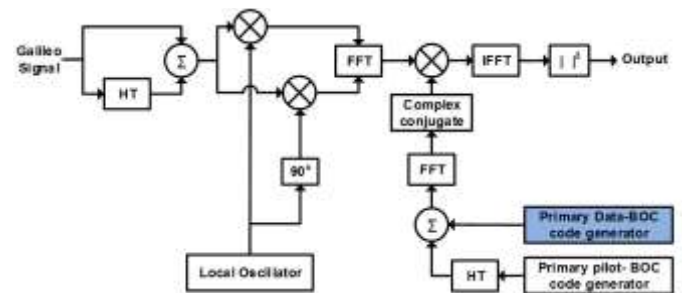 Galileo
Signal
HT
Σ
FFT
IFFT
| |²
Output
Complex
conjugate
90°
FFT
Σ
Primary Data-BOC
code generator
Local Oscillator
HT
Primary pilot- BOC
code generator